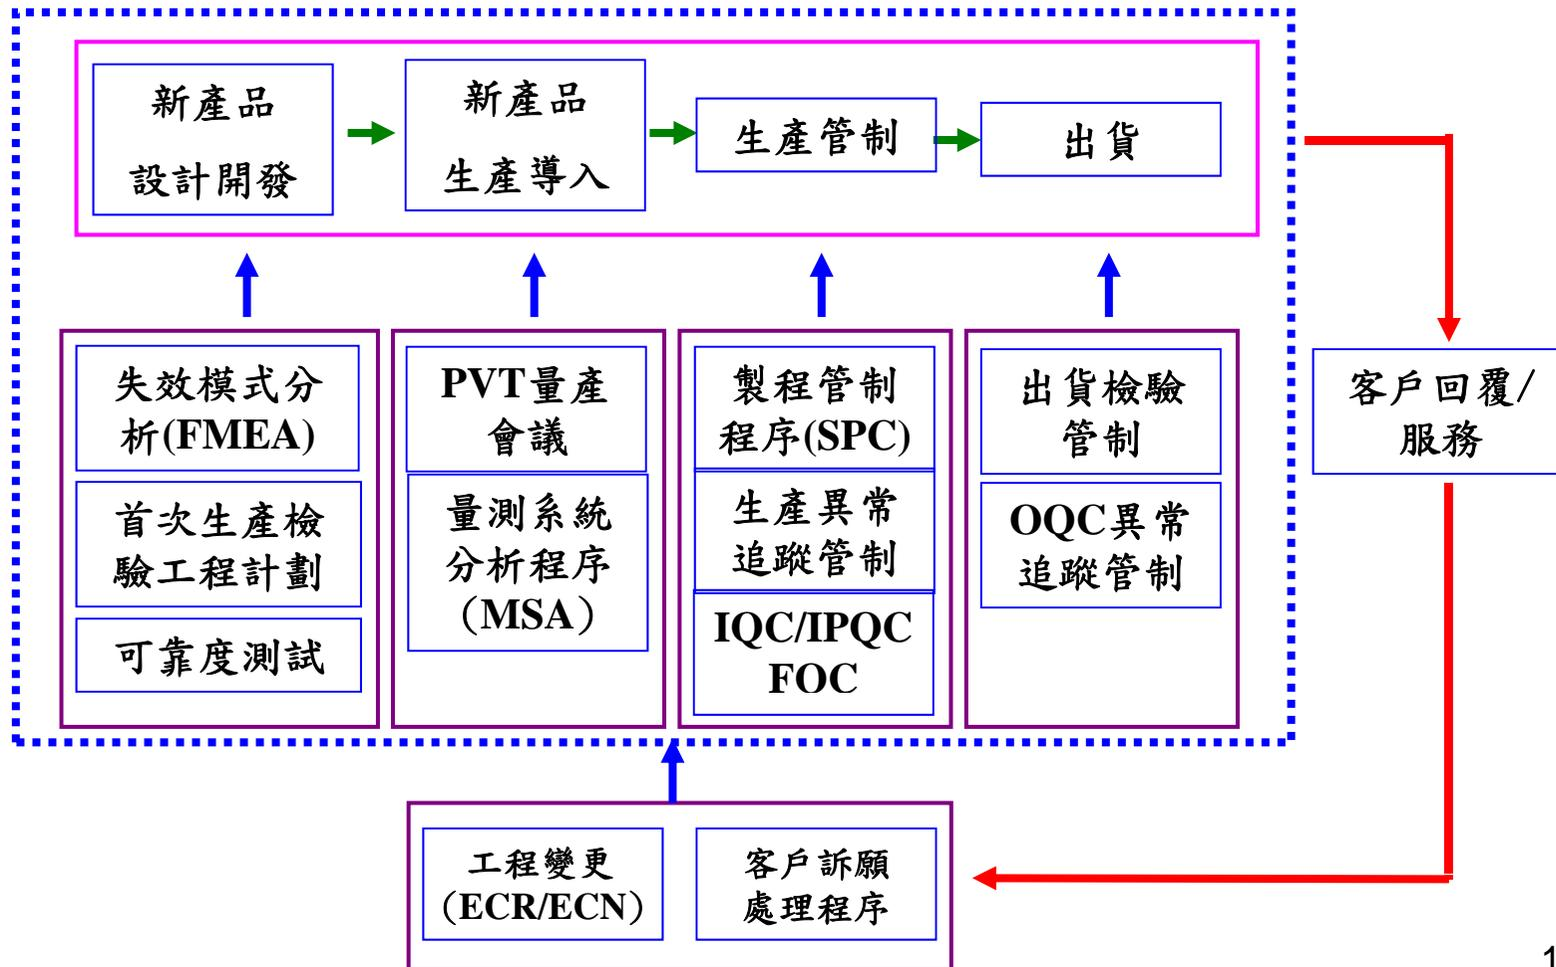 新產品
設計開發
新產品
生產導入
生產管制
出貨
失效模式分
析(FMEA)
首次生產檢
驗工程計劃
可靠度測試
PVT量產
會議
量測系統
分析程序
（MSA）
製程管制
程序(SPC)
生產異常
追蹤管制
IQC/IPQC
FOC
出貨檢驗
管制
OQC異常
追蹤管制
客戶回覆/
服務
工程變更
（ECR/ECN）
客戶訴願
處理程序
1